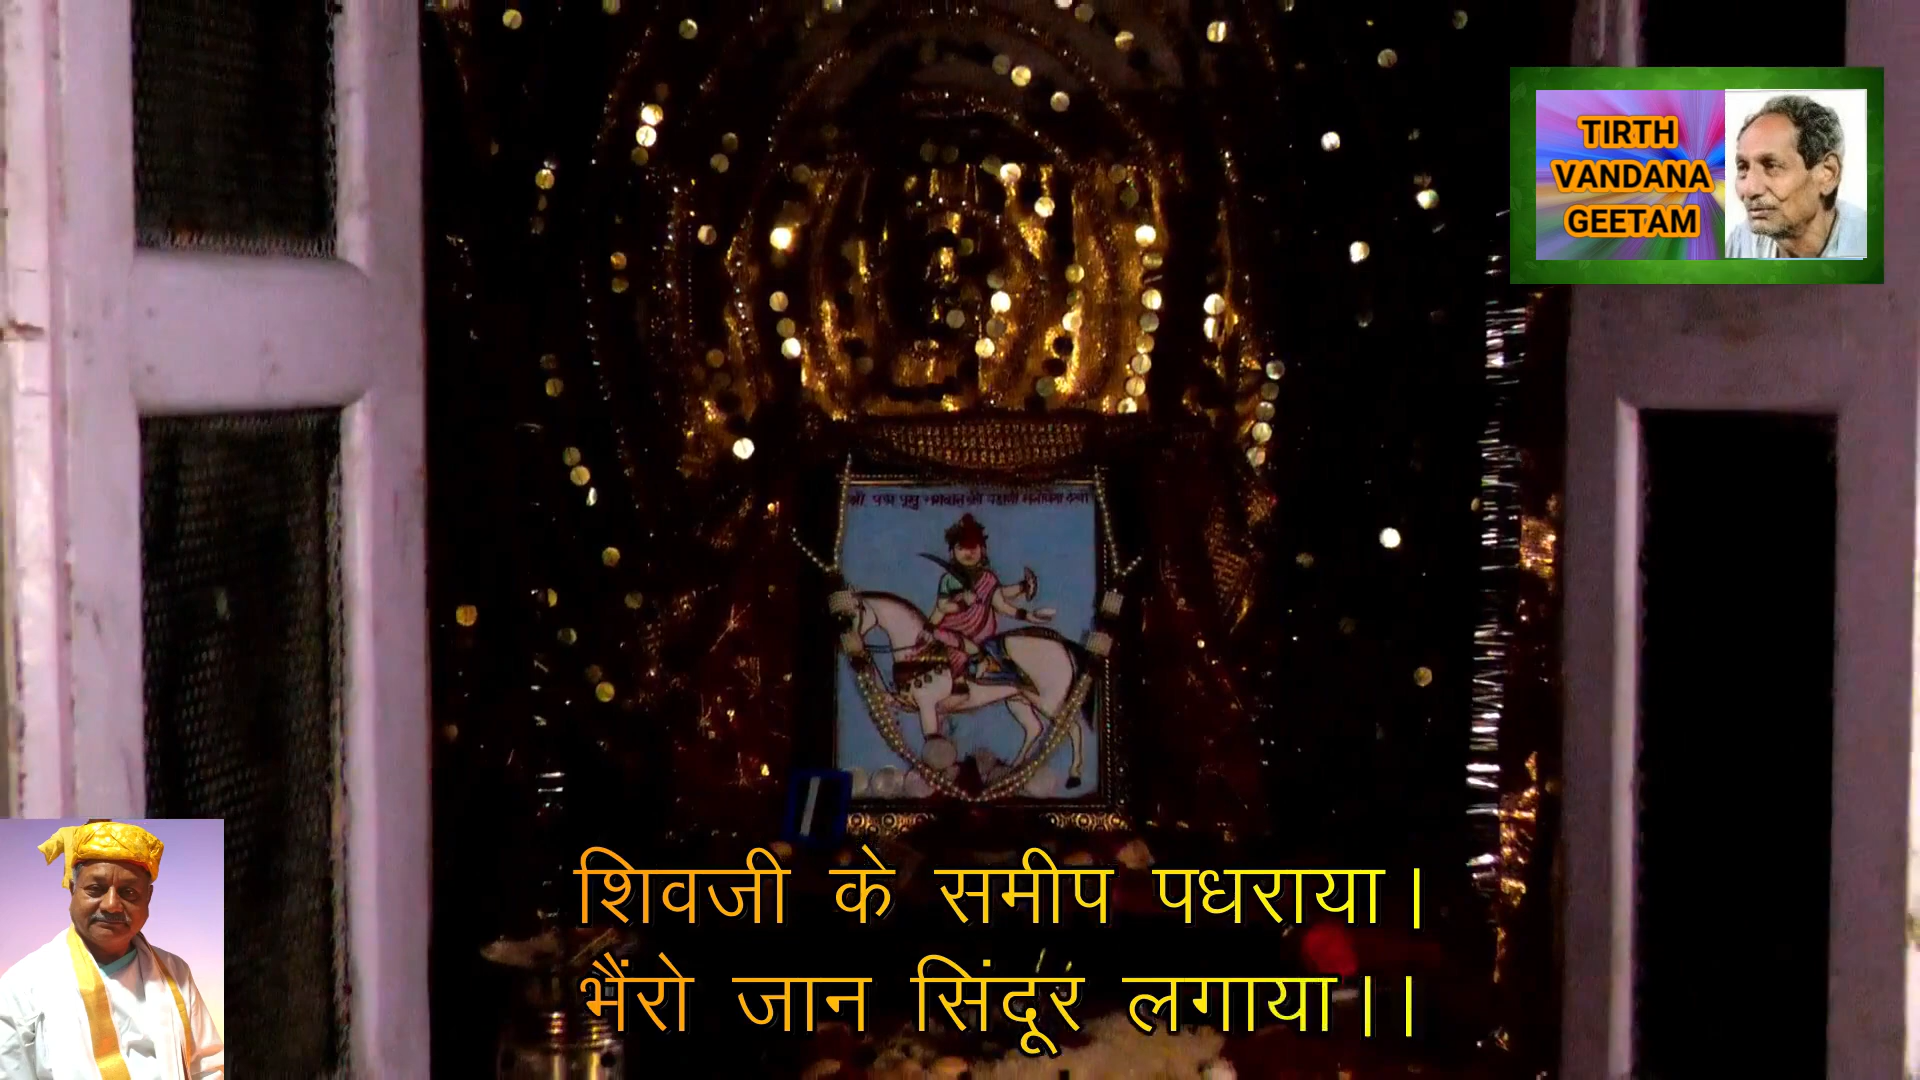 TIRTH
VANDANA
GEETAM
शिवजी के समीप पधराया।
भैंरो जान सिंदूर लगाया।।